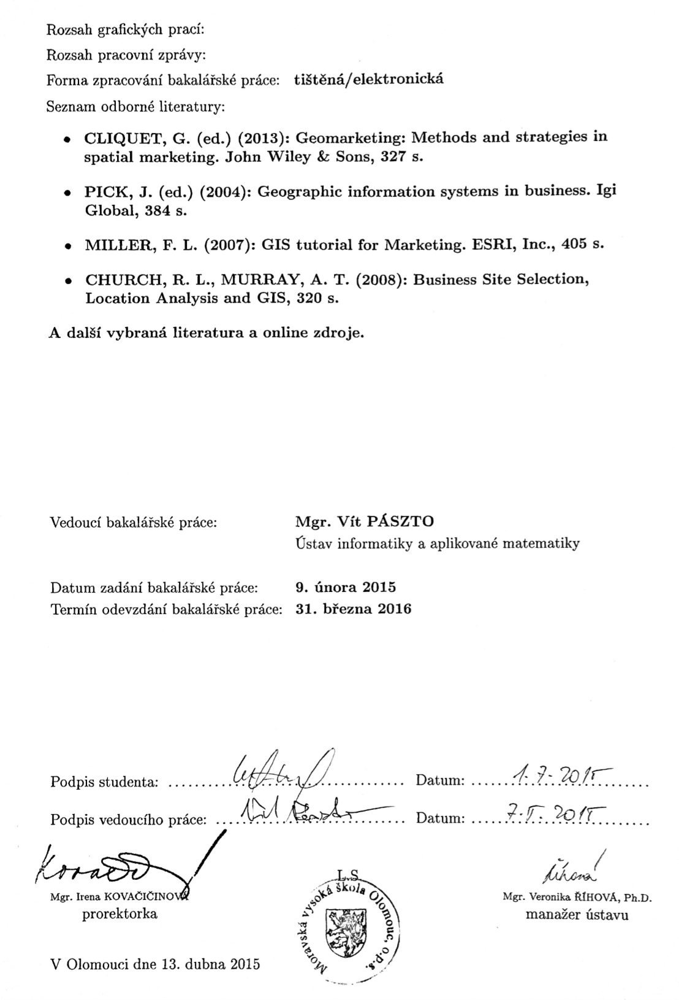 Rozsah grafických prací:
Rozsah pracovní zprávy:
Forma zpracování bakalářské práce: tištěná/elektronická
Seznam odborné literatury:
• CLIQUET, G. (ed.) (2013): Geomarketing: Methods and strategies in
spatial marketing. John Wiley & Sons, 327 s.
• PICK, J. (ed.) (2004): Geographic information systems in business. Igi
Global, 384 s.
• MILLER, F. L. (2007): GIS tutorial for Marketing. ESRI, Inc., 405 s.
• CHURCH, R. L., MURRAY, A. T. (2008): Business Site Selection,
Location Analysis and GIS, 320 s.
A další vybraná literatura a online zdroje.
Vedoucí bakalářské práce: Mgr. Vít PÁSZTO
Ústav informatiky a aplikované matematiky
Datum zadání bakalářské práce: 9. února 2015
Termín odevzdání bakalářské práce: 31. března 2016
Podpis studenta: Datum: 1. 7. 2015
Podpis vedoucího práce: Datum: 2015
Mgr. Irena KOVAČIČINOVÁ
prorektorka
L.S.
Moravská vysoká škola Olomouc, o.p.s.
Říhová
Mgr. Veronika ŘÍHOVÁ, Ph.D.
manažer ústavu
V Olomouci dne 13. dubna 2015